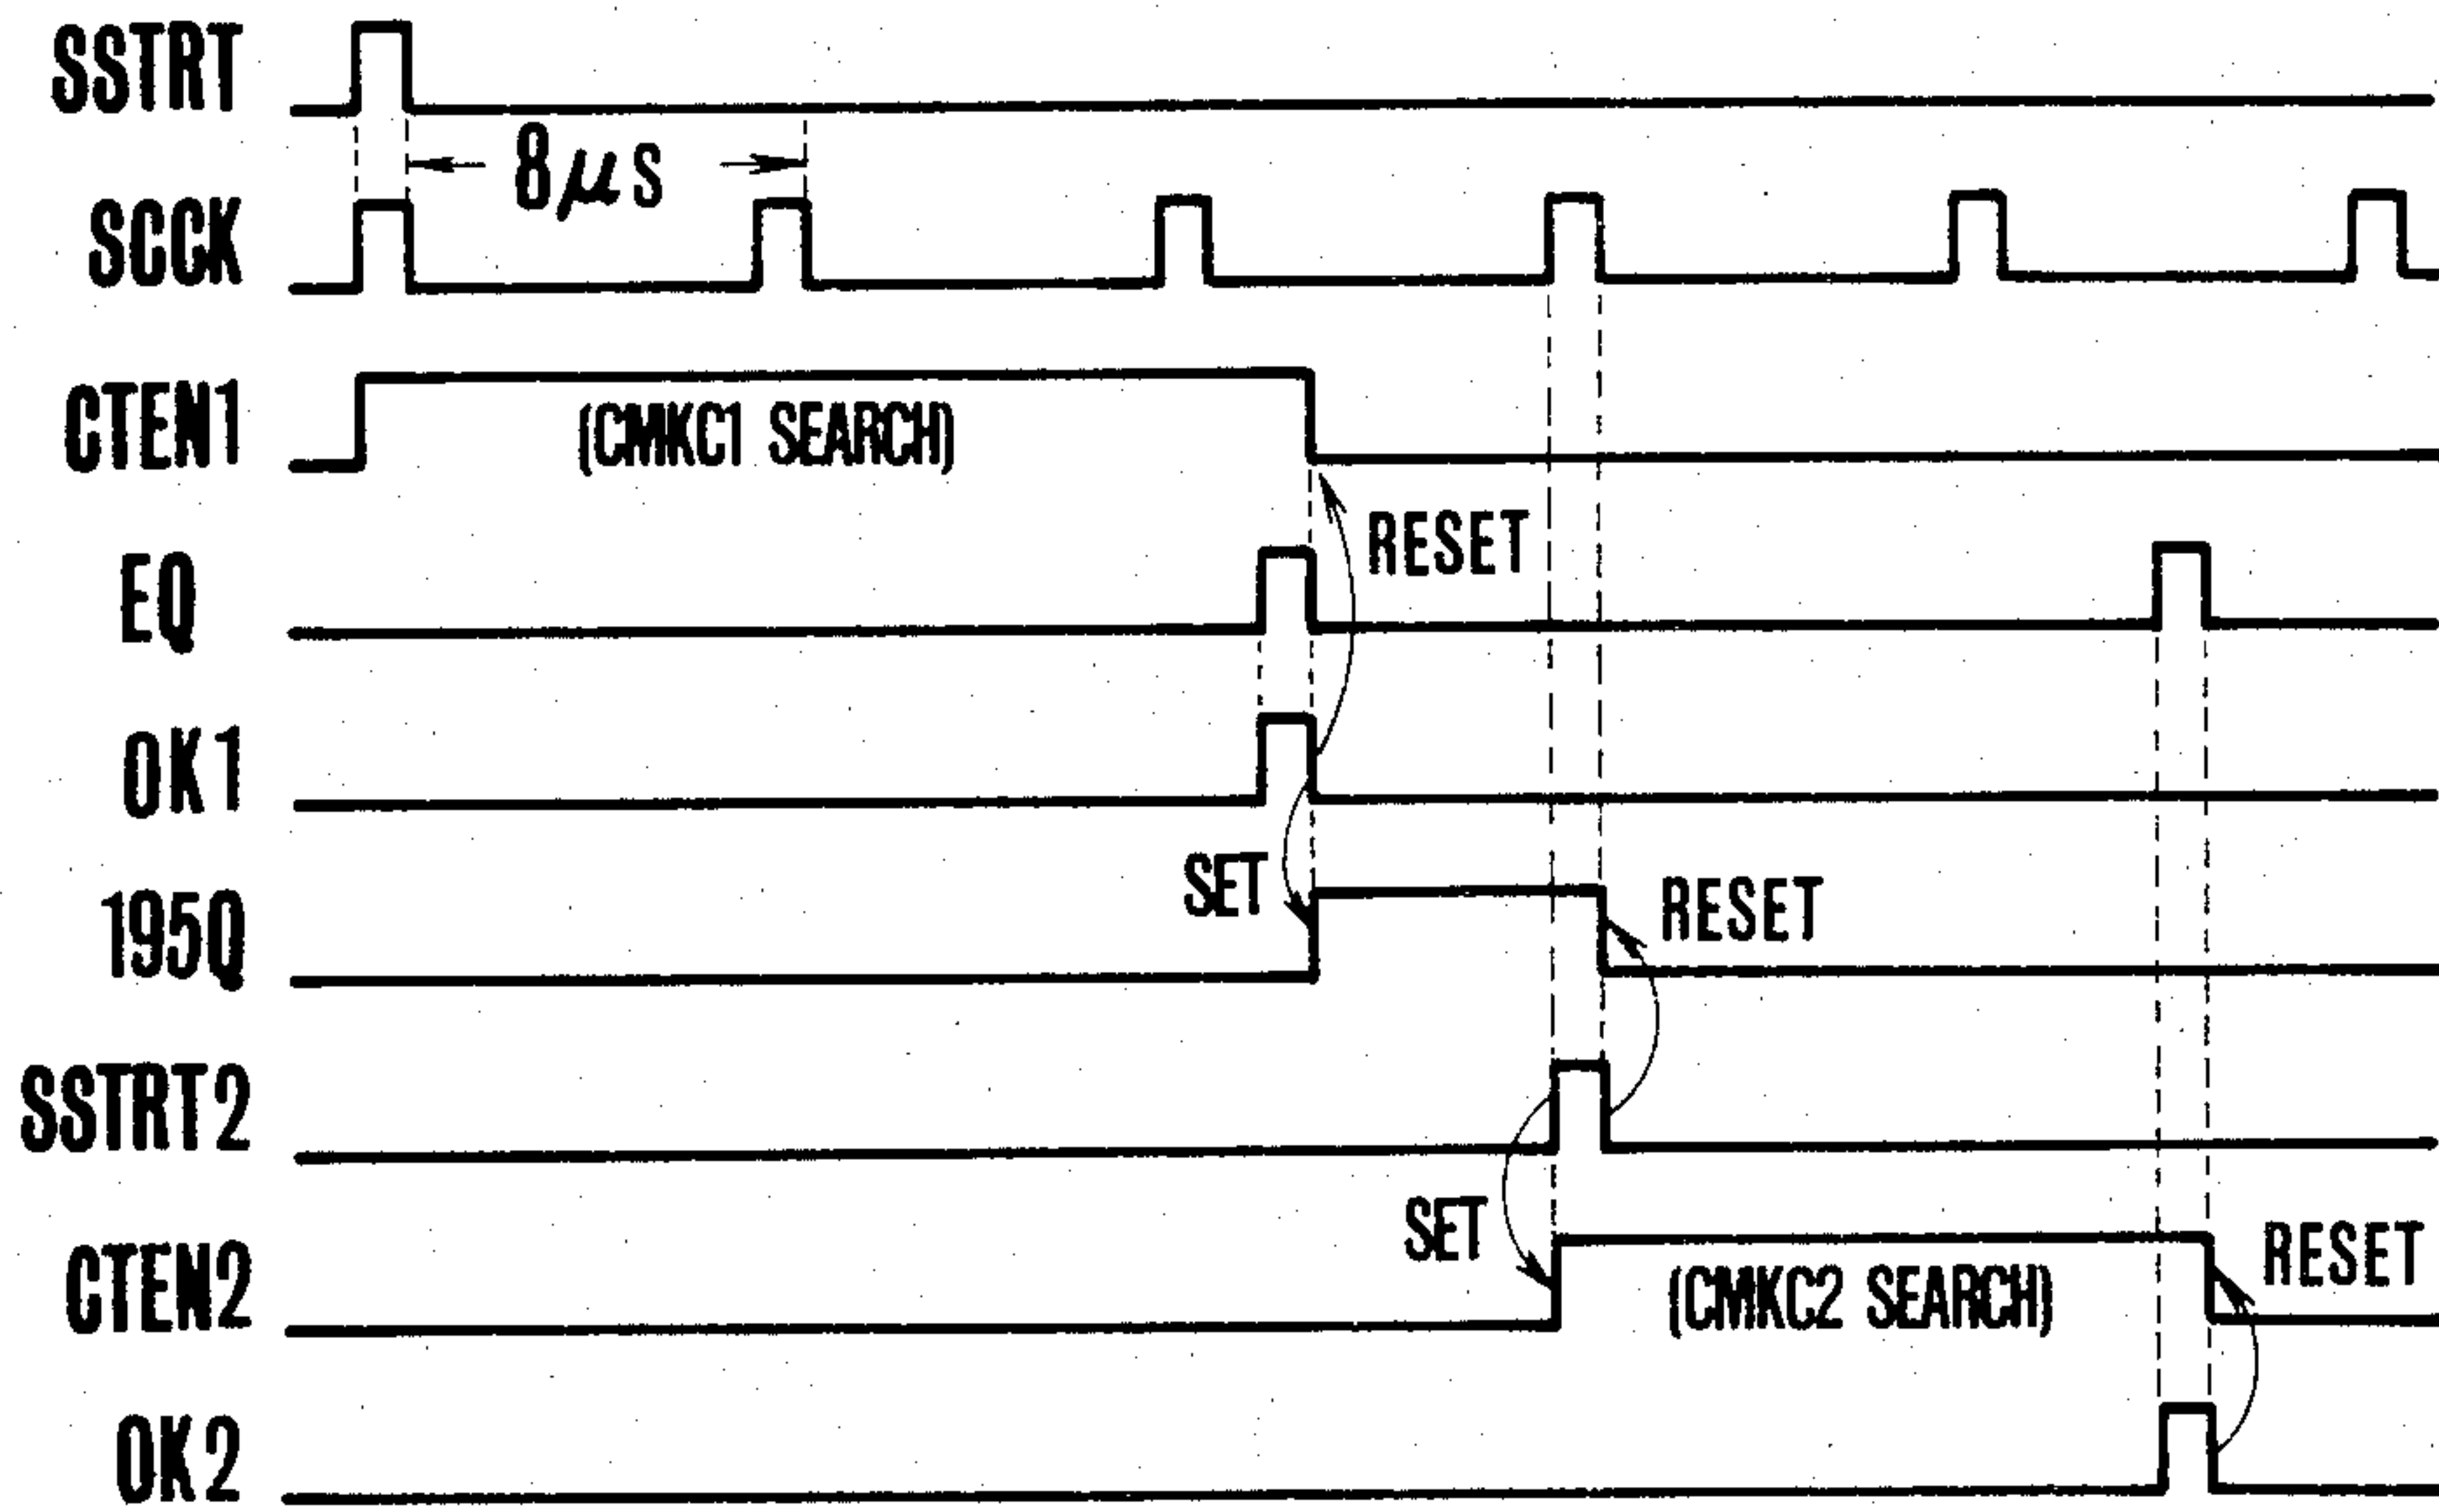 SSTRT
8μs
SCCK
CTEN1
(CMKC1 SEARCH)
RESET
EQ
OK1
SET
195Q
RESET
SSTRT2
SET
CTEN2
(CMKC2 SEARCH)
RESET
OK2